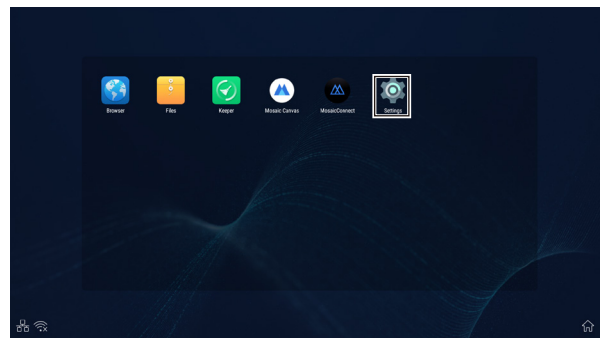 Browser
Files
Keeper
Mosaic Canvas
MosaicConnect
Settings